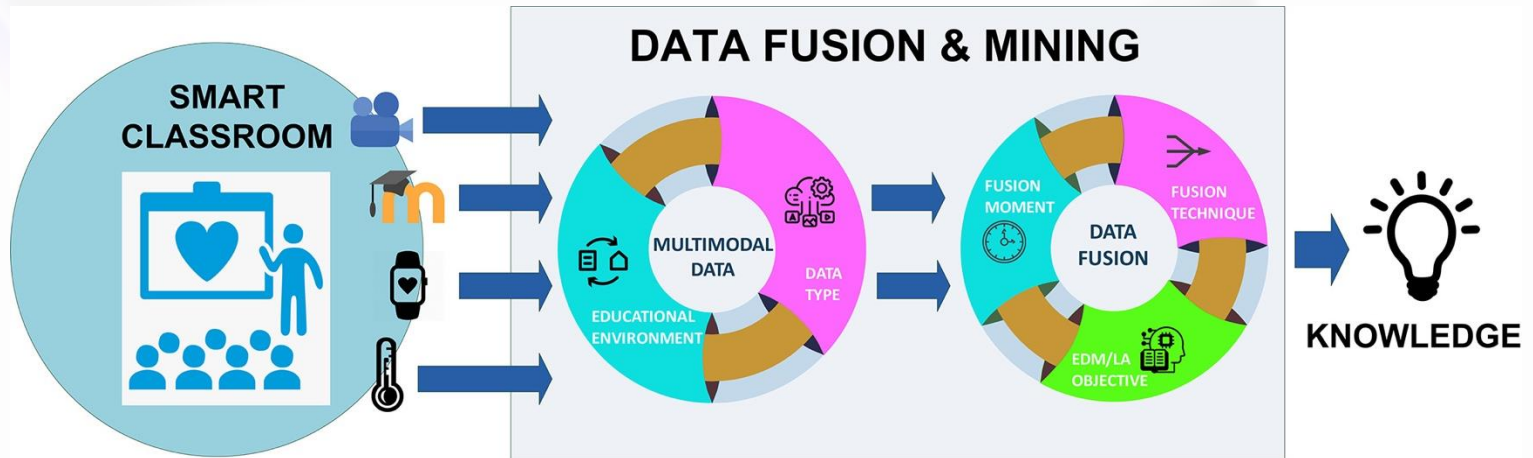 DATA FUSION & MINING
SMART
CLASSROOM
m
MULTIMODAL
DATA
DATA
TYPE
EDUCATIONAL
ENVIRONMENT
FUSION
MOMENT
FUSION
TECHNIQUE
DATA
FUSION
EDM/LA
OBJECTIVE
KNOWLEDGE